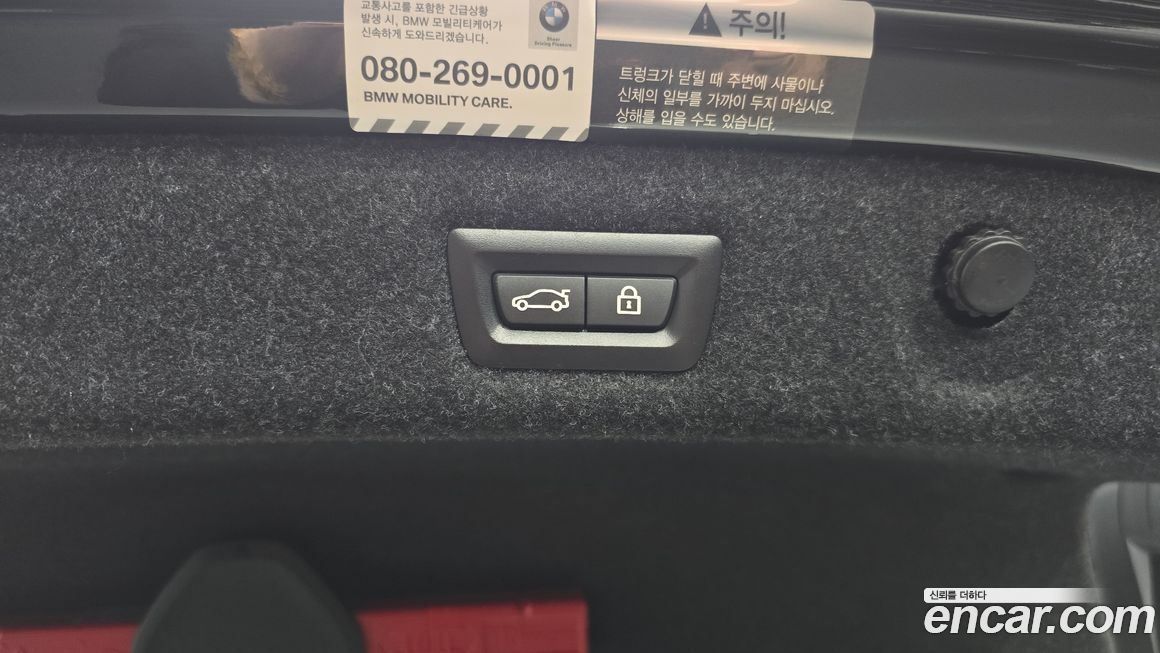 교통사고를 포함한 긴급상황
발생 시, BMW 모빌리티케어가
신속하게 도와드리겠습니다.
080-269-0001
BMW MOBILITY CARE.
Sheer
Driving Pleasure
주의!
트렁크가 닫힐 때 주변에 사물이나
신체의 일부를 가까이 두지 마십시오.
상해를 입을 수도 있습니다.
신뢰를 더하다
encar.com